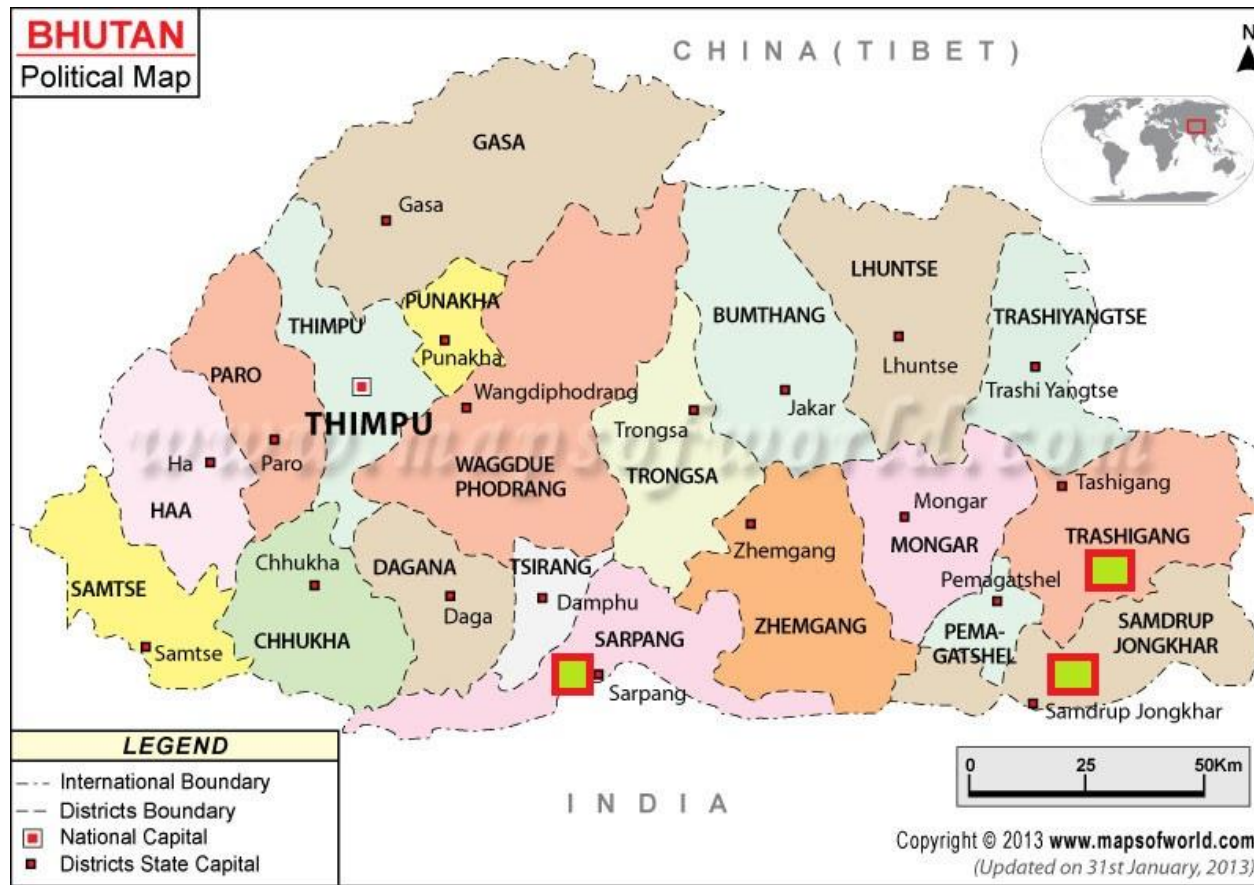 BHUTAN
Political Map
CHINA (TIBET)
N
GASA
Gasa
LHUNTSE
PUNAKHA
BUMTHANG
TRASHIYANGTSE
THIMPU
Punakha
Lhuntse
PARO
Wangdiphodrang
Jakar
Trashi Yangtse
THIMPU
Trongsa
www.mapsofworld.com
Ha
Paro
WAGGDUE
PHODRANG
TRONGSA
Tashigang
HAA
Mongar
Zhemgang
MONGAR
TRASHIGANG
Chhukha
DAGANA
TSIRANG
Pemagatshel
SAMTSE
Daga
Damphu
SAMDRUP
JONGKHAR
CHHUKHA
SARPANG
ZHEMGANG
PEMA-
GATSHEL
Samtse
Sarpang
Samdrup Jongkhar
LEGEND
International Boundary
Districts Boundary
National Capital
Districts State Capital
INDIA
0 25 50Km
Copyright © 2013 www.mapsofworld.com
(Updated on 31st January, 2013)